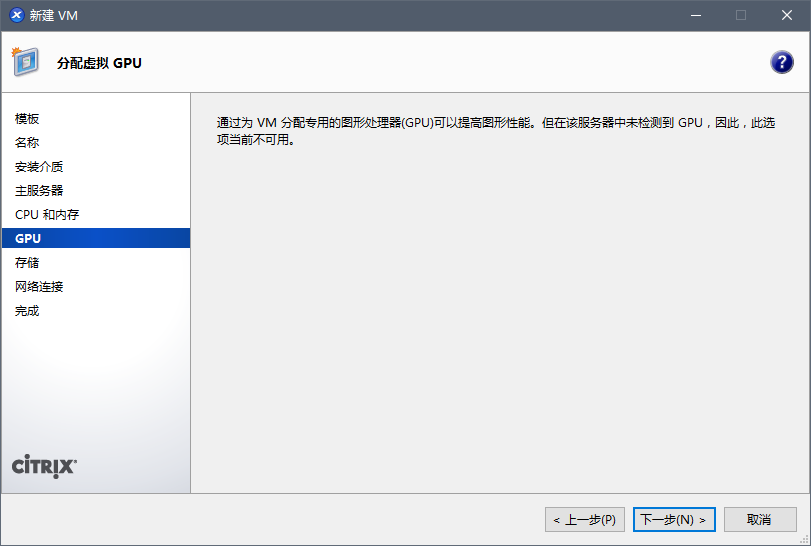 新建 VM
分配虚拟 GPU
?
模板
名称
安装介质
主服务器
CPU 和内存
GPU
存储
网络连接
完成
通过为 VM 分配专用的图形处理器(GPU)可以提高图形性能。但在该服务器中未检测到 GPU，因此，此选
项当前不可用。
CITRIX
< 上一步(P)
下一步(N) >
取消